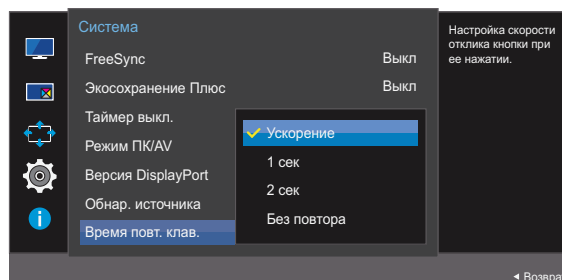 Система
Настройка скорости
отклика кнопки при
ее нажатии.
FreeSync Выкл
Экосохранение Плюс Выкл
Таймер выкл.
Режим ПК/AV
Версия DisplayPort
Обнар. источника
Время повт. клав.
Ускорение
1 сек
2 сек
Без повтора